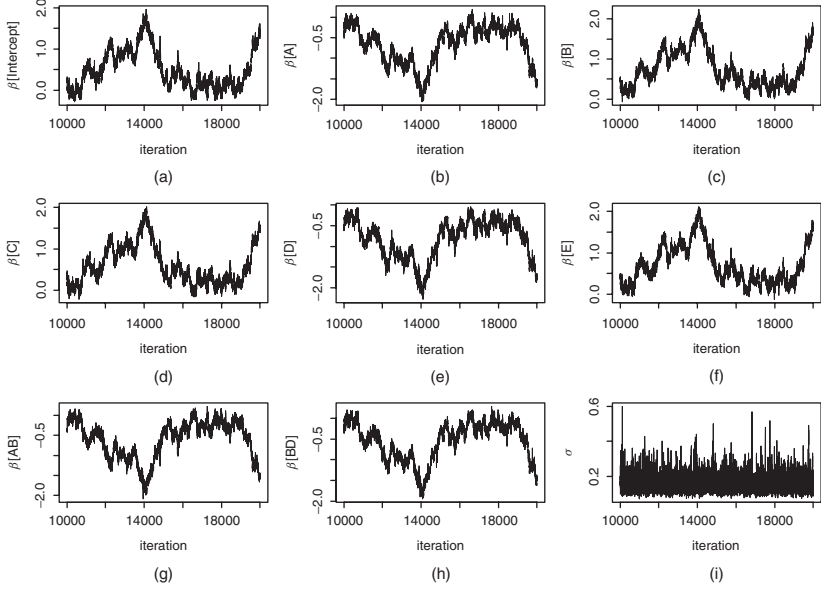 β[Intercept]
2.0
1.0
0.0
10000 14000 18000
iteration
(a)
β[A]
−0.5
−2.0
10000 14000 18000
iteration
(b)
β[B]
2.0
1.0
0.0
10000 14000 18000
iteration
(c)
β[C]
2.0
1.0
0.0
10000 14000 18000
iteration
(d)
β[D]
−0.5
−2.0
10000 14000 18000
iteration
(e)
β[E]
2.0
1.0
0.0
10000 14000 18000
iteration
(f)
β[AB]
−0.5
−2.0
10000 14000 18000
iteration
(g)
β[BD]
−0.5
−2.0
10000 14000 18000
iteration
(h)
σ
0.6
0.2
10000 14000 18000
iteration
(i)